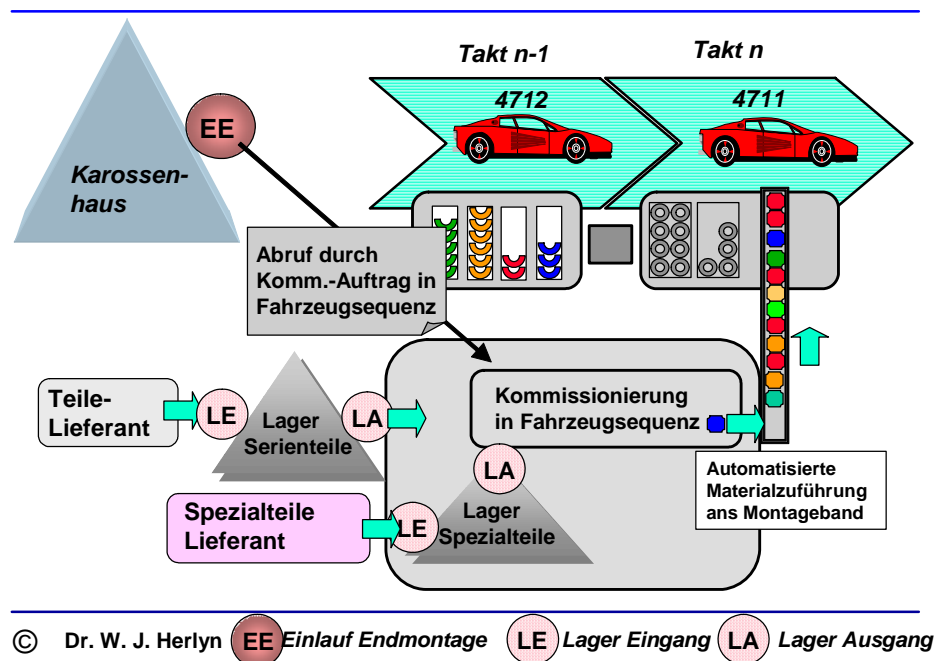 Takt n-1
Takt n
4712
4711
EE
Karossen-
haus
Abruf durch
Komm.-Auftrag in
Fahrzeugsequenz
Teile-
Lieferant
LE
Lager
Serienteile
LA
Kommissionierung
in Fahrzeugsequenz
LA
Automatisierte
Materialzuführung
ans Montageband
Spezialteile
Lieferant
LE
Lager
Spezialteile
© Dr. W. J. Herlyn EE Einlauf Endmontage LE Lager Eingang LA Lager Ausgang